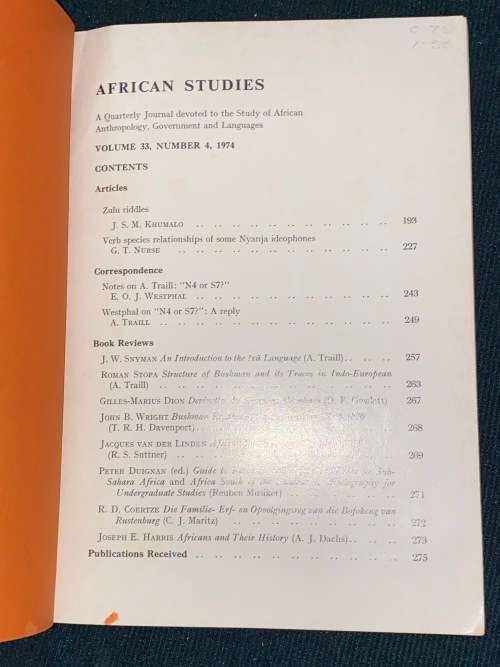 AFRICAN STUDIES
A Quarterly Journal devoted to the Study of African
Anthropology, Government and Languages
VOLUME 33, NUMBER 4, 1974
CONTENTS
Articles
Zulu riddles
J. S. M. KHUMALO .. .. .. .. .. .. .. .. .. .. .. 193
Verb species relationships of some Nyanja ideophones
G. T. NURSE .. .. .. .. .. .. .. .. .. .. .. .. 227
Correspondence
Notes on A. Traill: "N4 or S7?"
E. O. J. WESTPHAL .. .. .. .. .. .. .. .. .. .. .. 243
Westphal on "N4 or S7?": A reply
A. TRAILL .. .. .. .. .. .. .. .. .. .. .. .. .. 249
Book Reviews
J. W. SNYMAN An Introduction to the !xũ Language (A. Traill).. .. .. 257
ROMAN STOPA Structure of Bushman and its Traces in Indo-European
(A. Traill) .. .. .. .. .. .. .. .. .. .. .. .. 263
GILLES-MARIUS DION 267
JOHN B. WRIGHT Bushman
(T. R. H. Davenport).. 268
JACQUES VAN DER LINDEN
(R. S. Suttner) .. .. .. 269
PETER DUIGNAN (ed.) Guide to Sub-
Sahara Africa and Africa South of the for
Undergraduate Studies (Reuben Musiker) .. .. .. 271
R. D. COERTZE Die Familie- Erf- en Opvolgingsreg van die Bafokeng van
Rustenburg (C. J. Maritz) .. .. .. .. .. .. .. .. 272
JOSEPH E. HARRIS Africans and Their History (A. J. Dachs).. .. .. 273
Publications Received .. .. .. .. .. .. .. .. .. .. .. 275